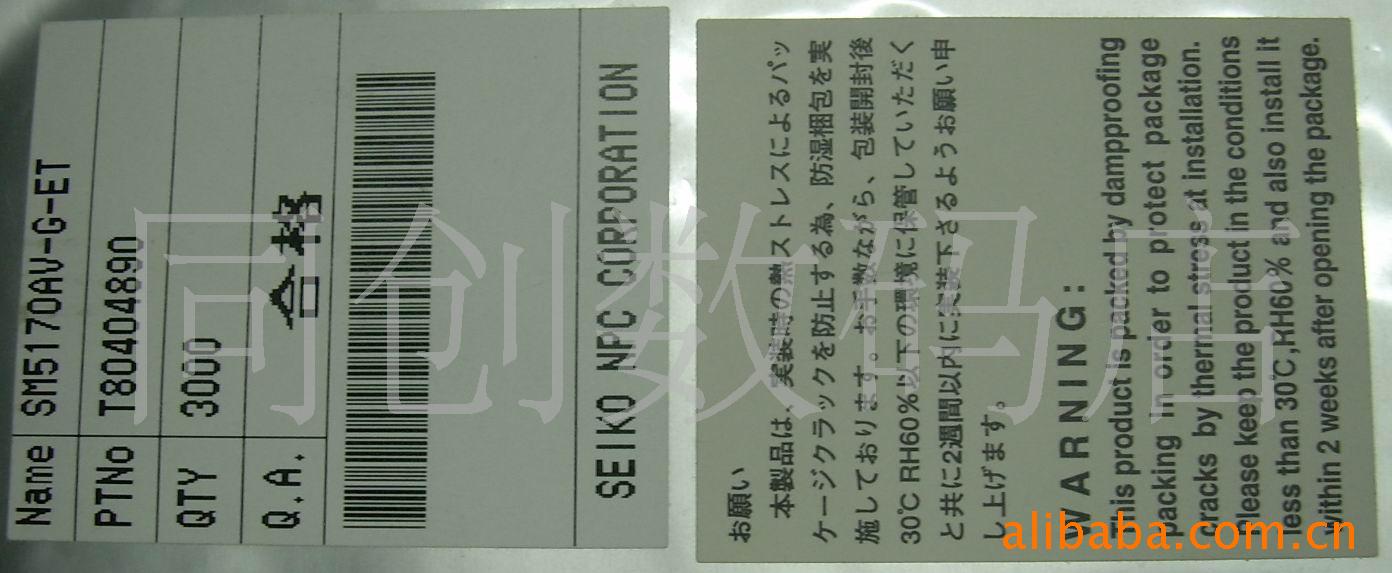 Name SM5170AV-G-ET
PTNo T80404890
QTY 3000
Q.A. 合格
SEIKO NPC CORPORATION
お願い
本製品は、実装時の熱ストレスによるパッ
ケージクラックを防止する為、防湿梱包を実
施しております。お手数ながら、包装開封後
30℃ RH60%以下の環境に保管していただく
と共に2週間以内に実装下さるようお願い申
し上げます。
WARNING:
This product is packed by dampproofing
packing in order to protect package
cracks by thermal stress at installation.
Please keep the product in the conditions
less than 30℃,RH60% and also install it
within 2 weeks after opening the package.
同创数码店
alibaba.com.cn